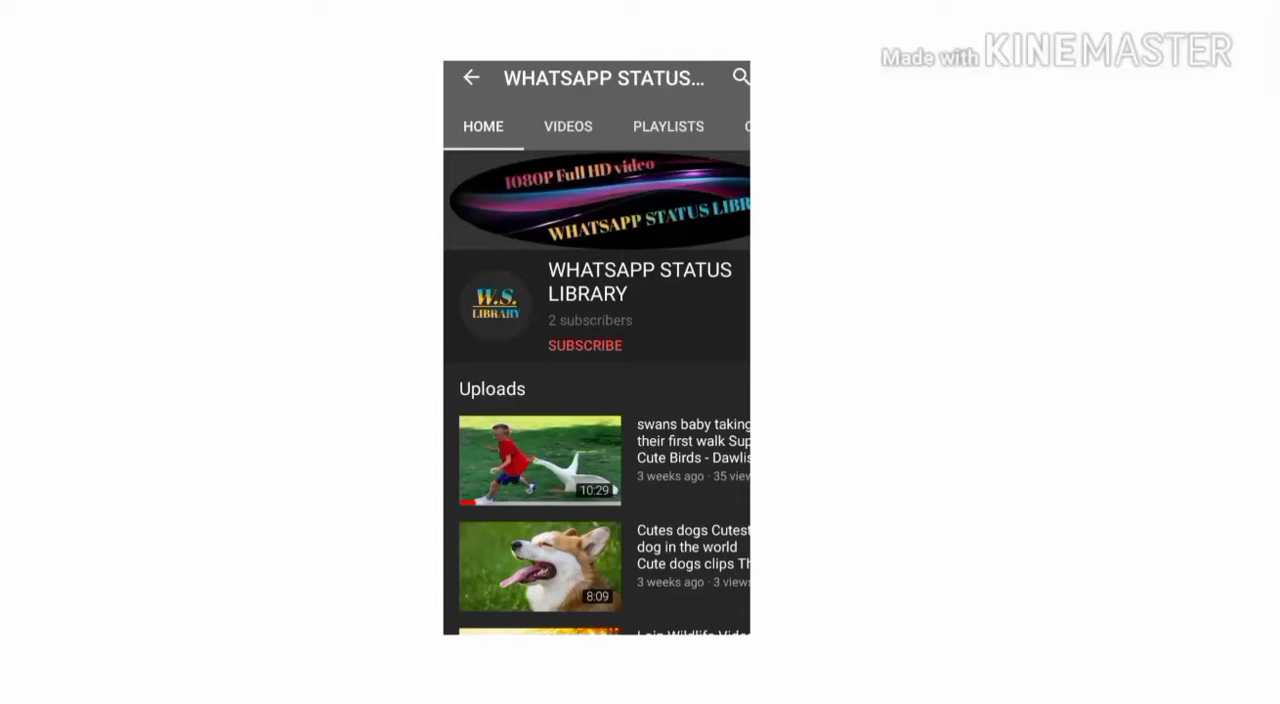 Made with KINEMASTER
WHATSAPP STATUS...
HOME VIDEOS PLAYLISTS
1080P Full HD video
WHATSAPP STATUS LIBR
WHATSAPP STATUS
LIBRARY
W.S.
LIBRARY
2 subscribers
SUBSCRIBE
Uploads
swans baby taking
their first walk Sup
Cute Birds - Dawlis
3 weeks ago · 35 view
10:29
Cutes dogs Cutest
dog in the world
Cute dogs clips Th
3 weeks ago · 3 views
8:09